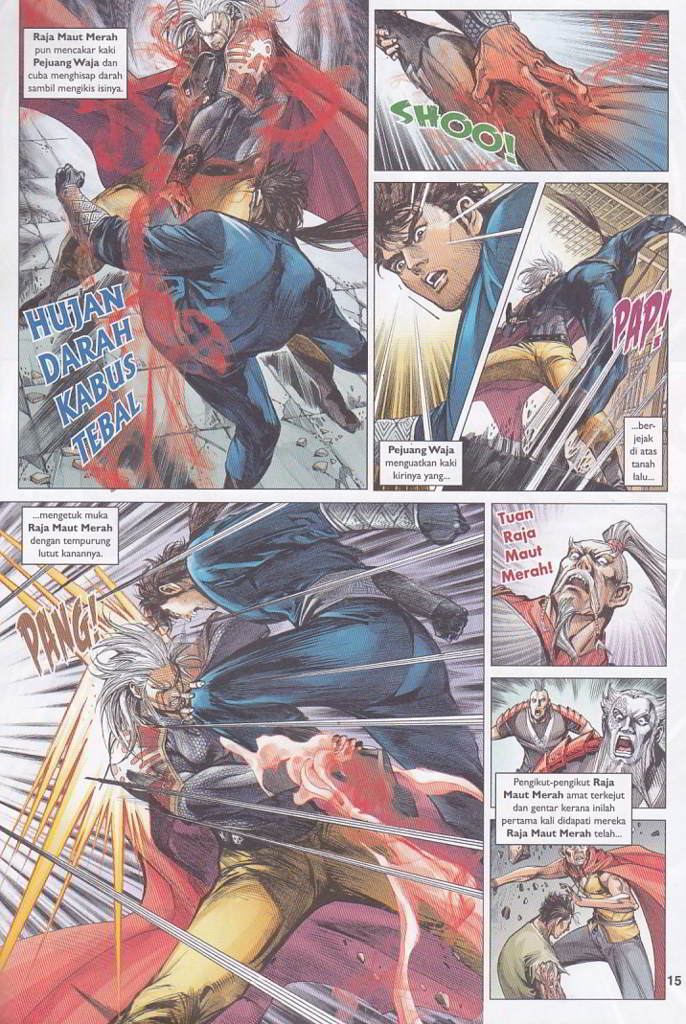 Raja Maut Merah
pun mencakar kaki
Pejuang Waja dan
cuba menghisap darah
sambil mengikis isinya.
HUJAN
DARAH
KABUS
TEBAL
SHOO!
Pejuang Waja
menguatkan kaki
kirinya yang...
PAP!
...ber-
jejak
di atas
tanah
lalu...
...mengetuk muka
Raja Maut Merah
dengan tempurung
lutut kanannya.
PANG!
Tuan
Raja
Maut
Merah!
Pengikut-pengikut Raja
Maut Merah amat terkejut
dan gentar kerana inilah
pertama kali didapati mereka
Raja Maut Merah telah...
15